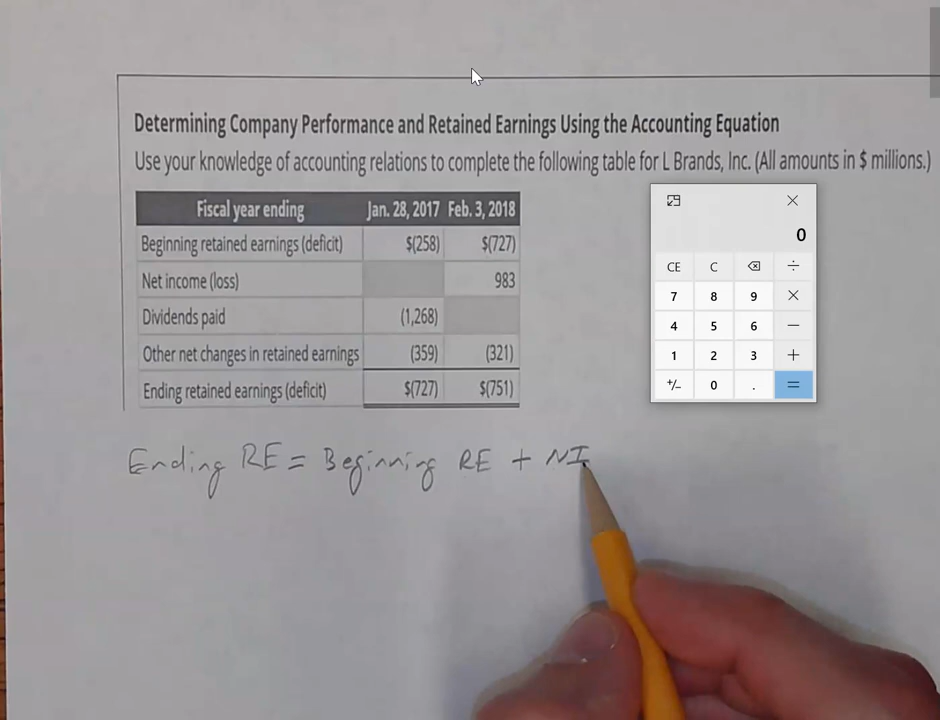 Determining Company Performance and Retained Earnings Using the Accounting Equation
Use your knowledge of accounting relations to complete the following table for L Brands, Inc. (All amounts in $ millions.)
Fiscal year ending Jan. 28, 2017 Feb. 3, 2018
Beginning retained earnings (deficit) $(258) $(727)
Net income (loss) 983
Dividends paid (1,268)
Other net changes in retained earnings (359) (321)
Ending retained earnings (deficit) $(727) $(751)
Ending RE = Beginning RE + NI
0
CE C ÷
7 8 9 ×
4 5 6 −
1 2 3 +
+/− 0 . =